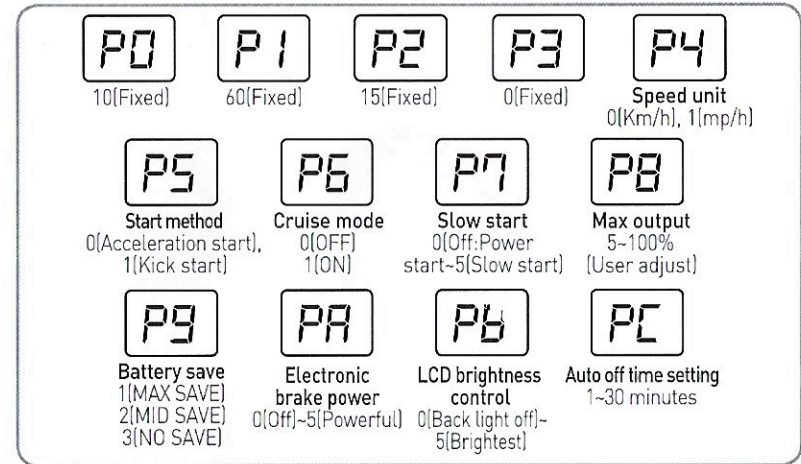 P0 P1 P2 P3 P4
10(Fixed) 60(Fixed) 15(Fixed) 0(Fixed) Speed unit
0(Km/h), 1(mp/h)
P5 P6 P7 P8
Start method Cruise mode Slow start Max output
0(Acceleration start), 0(OFF) 0(Off:Power 5~100%
1(Kick start) 1(ON) start~5(Slow start) (User adjust)
P9 PA Pb PC
Battery save Electronic LCD brightness Auto off time setting
1(MAX SAVE) brake power control 1~30 minutes
2(MID SAVE) 0(Off)~5(Powerful) 0(Back light off)~
3(NO SAVE) 5(Brightest)